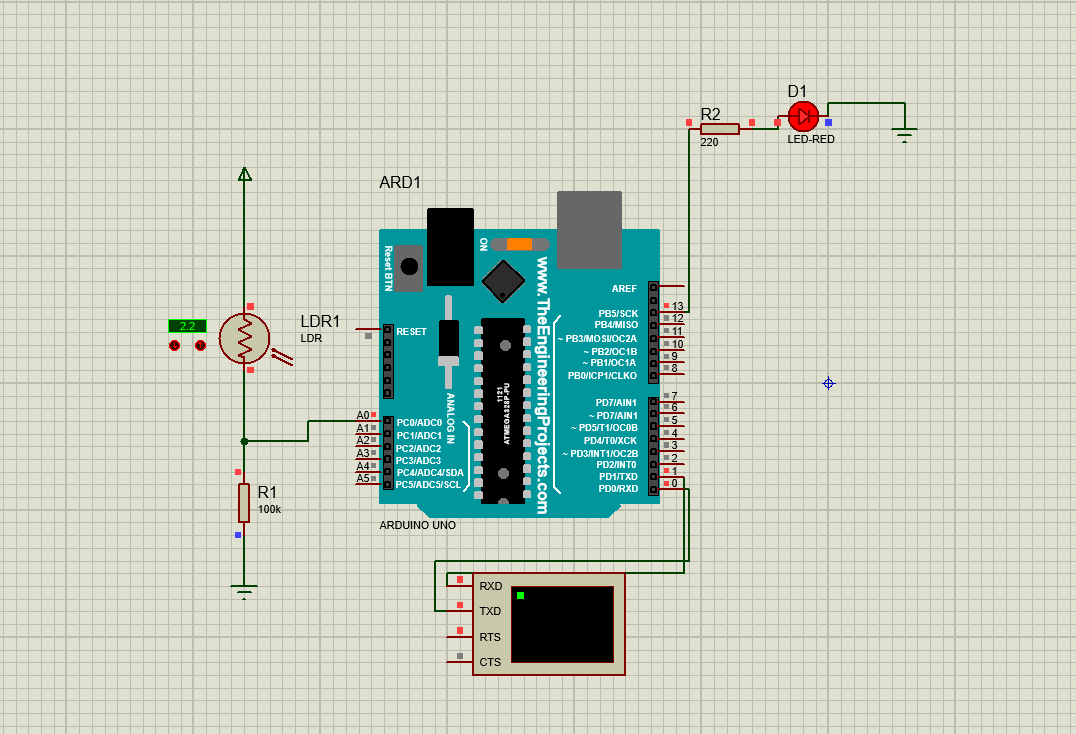 D1
R2
220
LED-RED
ARD1
ON
Reset BTN
www.TheEngineeringProjects.com
AREF
PB5/SCK 13
PB4/MISO 12
~ PB3/MOSI/OC2A 11
~ PB2/OC1B 10
~ PB1/OC1A 9
PB0/ICP1/CLKO 8
LDR1
LDR
2.2
RESET
1121
ATMEGA328P-PU
ANALOG IN
A0 PC0/ADC0
A1 PC1/ADC1
A2 PC2/ADC2
A3 PC3/ADC3
A4 PC4/ADC4/SDA
A5 PC5/ADC5/SCL
PD7/AIN1 7
~ PD7/AIN1 6
~ PD5/T1/OC0B 5
PD4/T0/XCK 4
~ PD3/INT1/OC2B 3
PD2/INT0 2
PD1/TXD 1
PD0/RXD 0
R1
100k
ARDUINO UNO
RXD
TXD
RTS
CTS